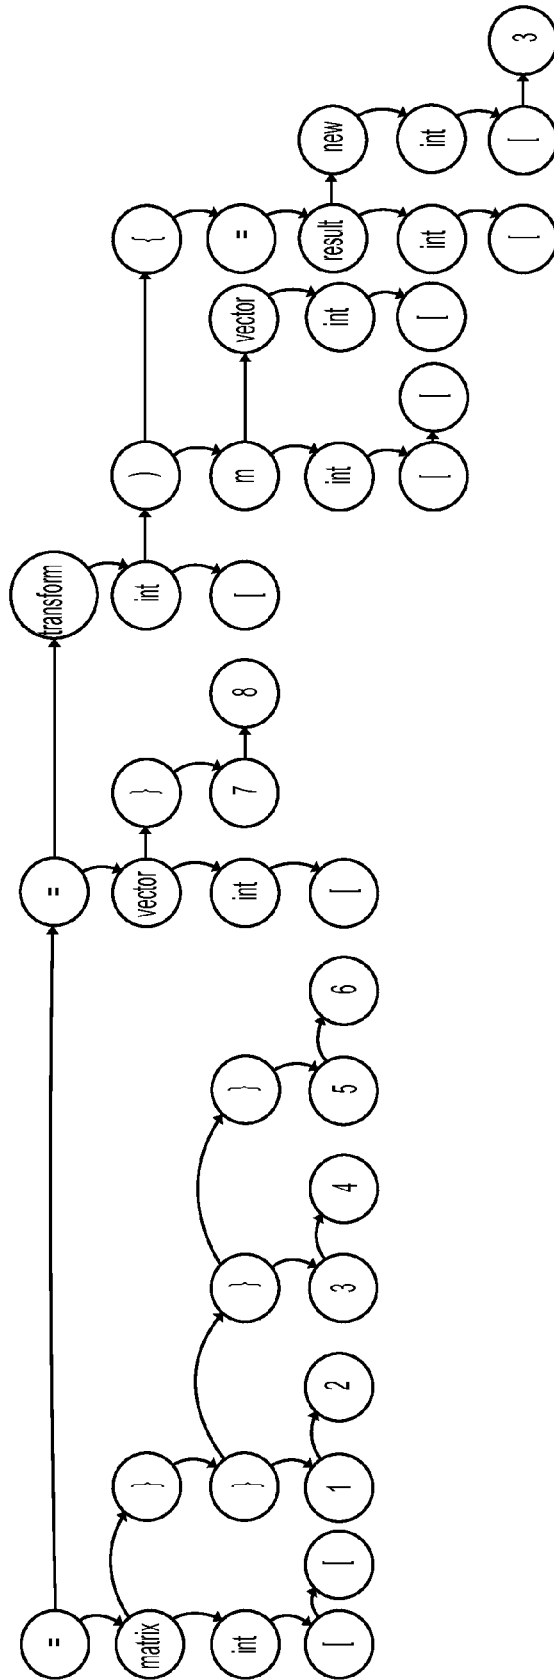 = = transform
matrix } vector } int ) {
int } } } int 7 8 [ m vector =
[ [ 1 2 3 4 5 6 [ int int result new
[ [ [ int int
[ [ 3